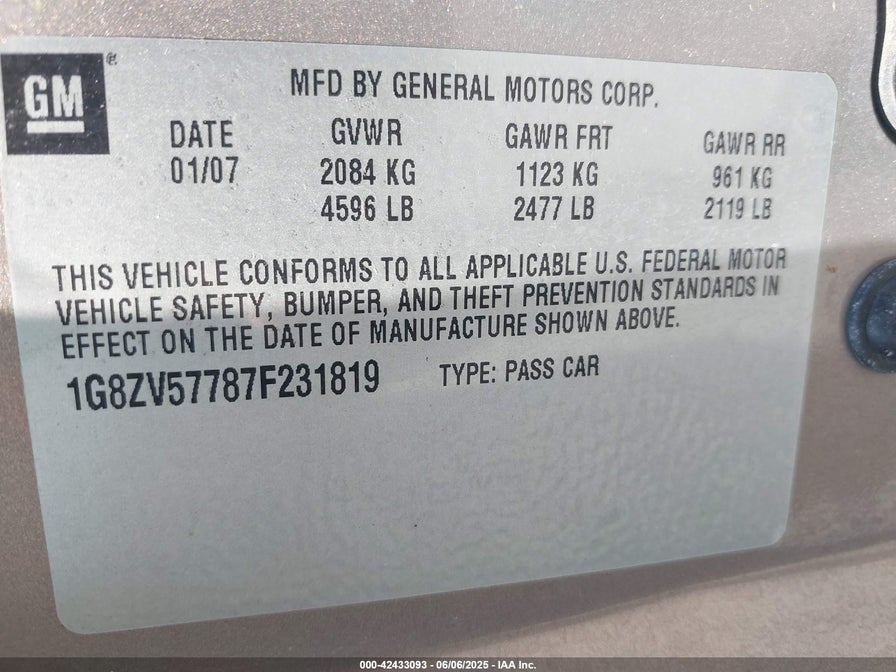 GM®
MFD BY GENERAL MOTORS CORP.
DATE GVWR GAWR FRT GAWR RR
01/07 2084 KG 1123 KG 961 KG
4596 LB 2477 LB 2119 LB
THIS VEHICLE CONFORMS TO ALL APPLICABLE U.S. FEDERAL MOTOR
VEHICLE SAFETY, BUMPER, AND THEFT PREVENTION STANDARDS IN
EFFECT ON THE DATE OF MANUFACTURE SHOWN ABOVE.
1G8ZV57787F231819 TYPE: PASS CAR
000-42433093 - 06/06/2025 - IAA Inc.